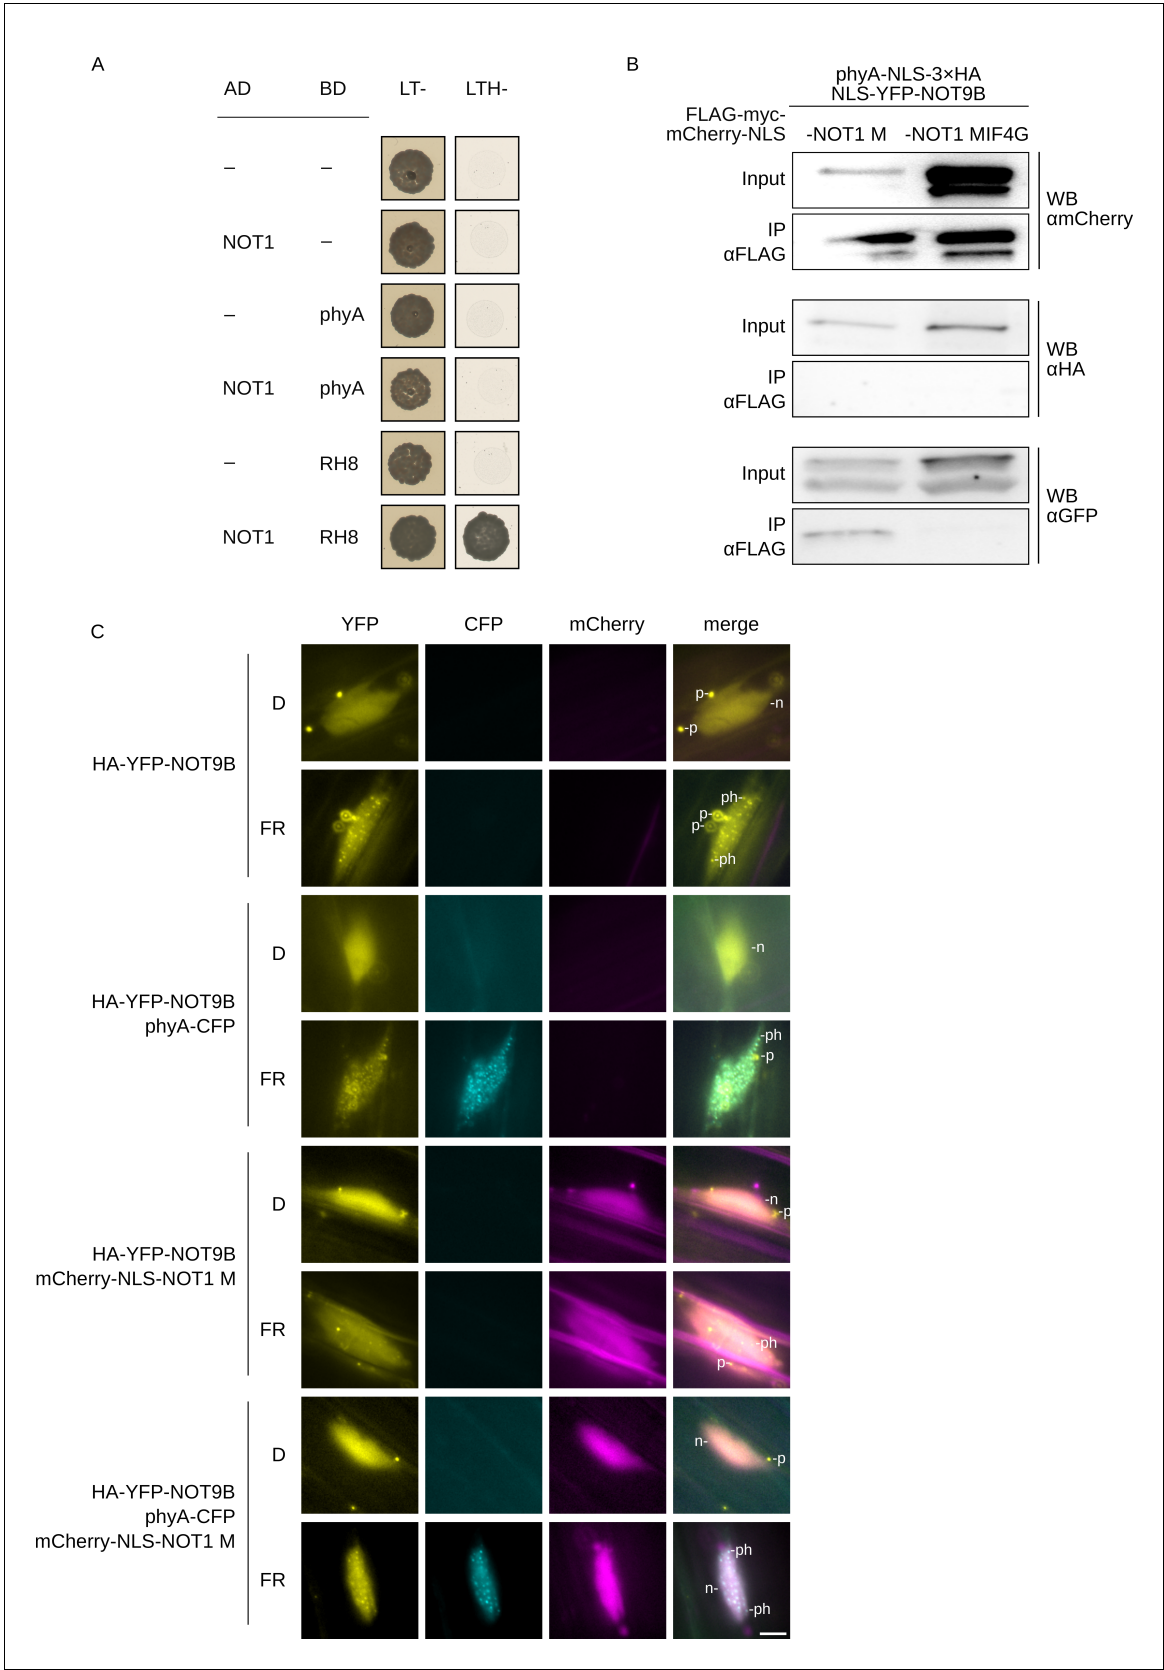 A
AD BD LT- LTH-
– –
NOT1 –
– phyA
NOT1 phyA
– RH8
NOT1 RH8
B
phyA-NLS-3×HA
NLS-YFP-NOT9B
FLAG-myc-
mCherry-NLS -NOT1 M -NOT1 MIF4G
Input
IP
αFLAG
WB
αmCherry
Input
IP
αFLAG
WB
αHA
Input
IP
αFLAG
WB
αGFP
C
YFP CFP mCherry merge
HA-YFP-NOT9B
D
p-
-n
-p
FR
ph-
p-
p-
-ph
HA-YFP-NOT9B
phyA-CFP
D
-n
FR
-ph
-p
HA-YFP-NOT9B
mCherry-NLS-NOT1 M
D
-n
-p
FR
-ph
p-
HA-YFP-NOT9B
phyA-CFP
mCherry-NLS-NOT1 M
D
n-
-p
FR
-ph
n-
-ph